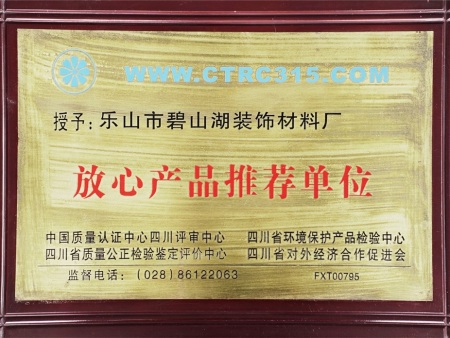 WWW.CTRC315.COM
授予:乐山市碧山湖装饰材料厂
放心产品推荐单位
中国质量认证中心四川评审中心 四川省环境保护产品检验中心
四川省质量公正检验鉴定评价中心 四川省对外经济合作促进会
监督电话:(028)86122063 FXT00795